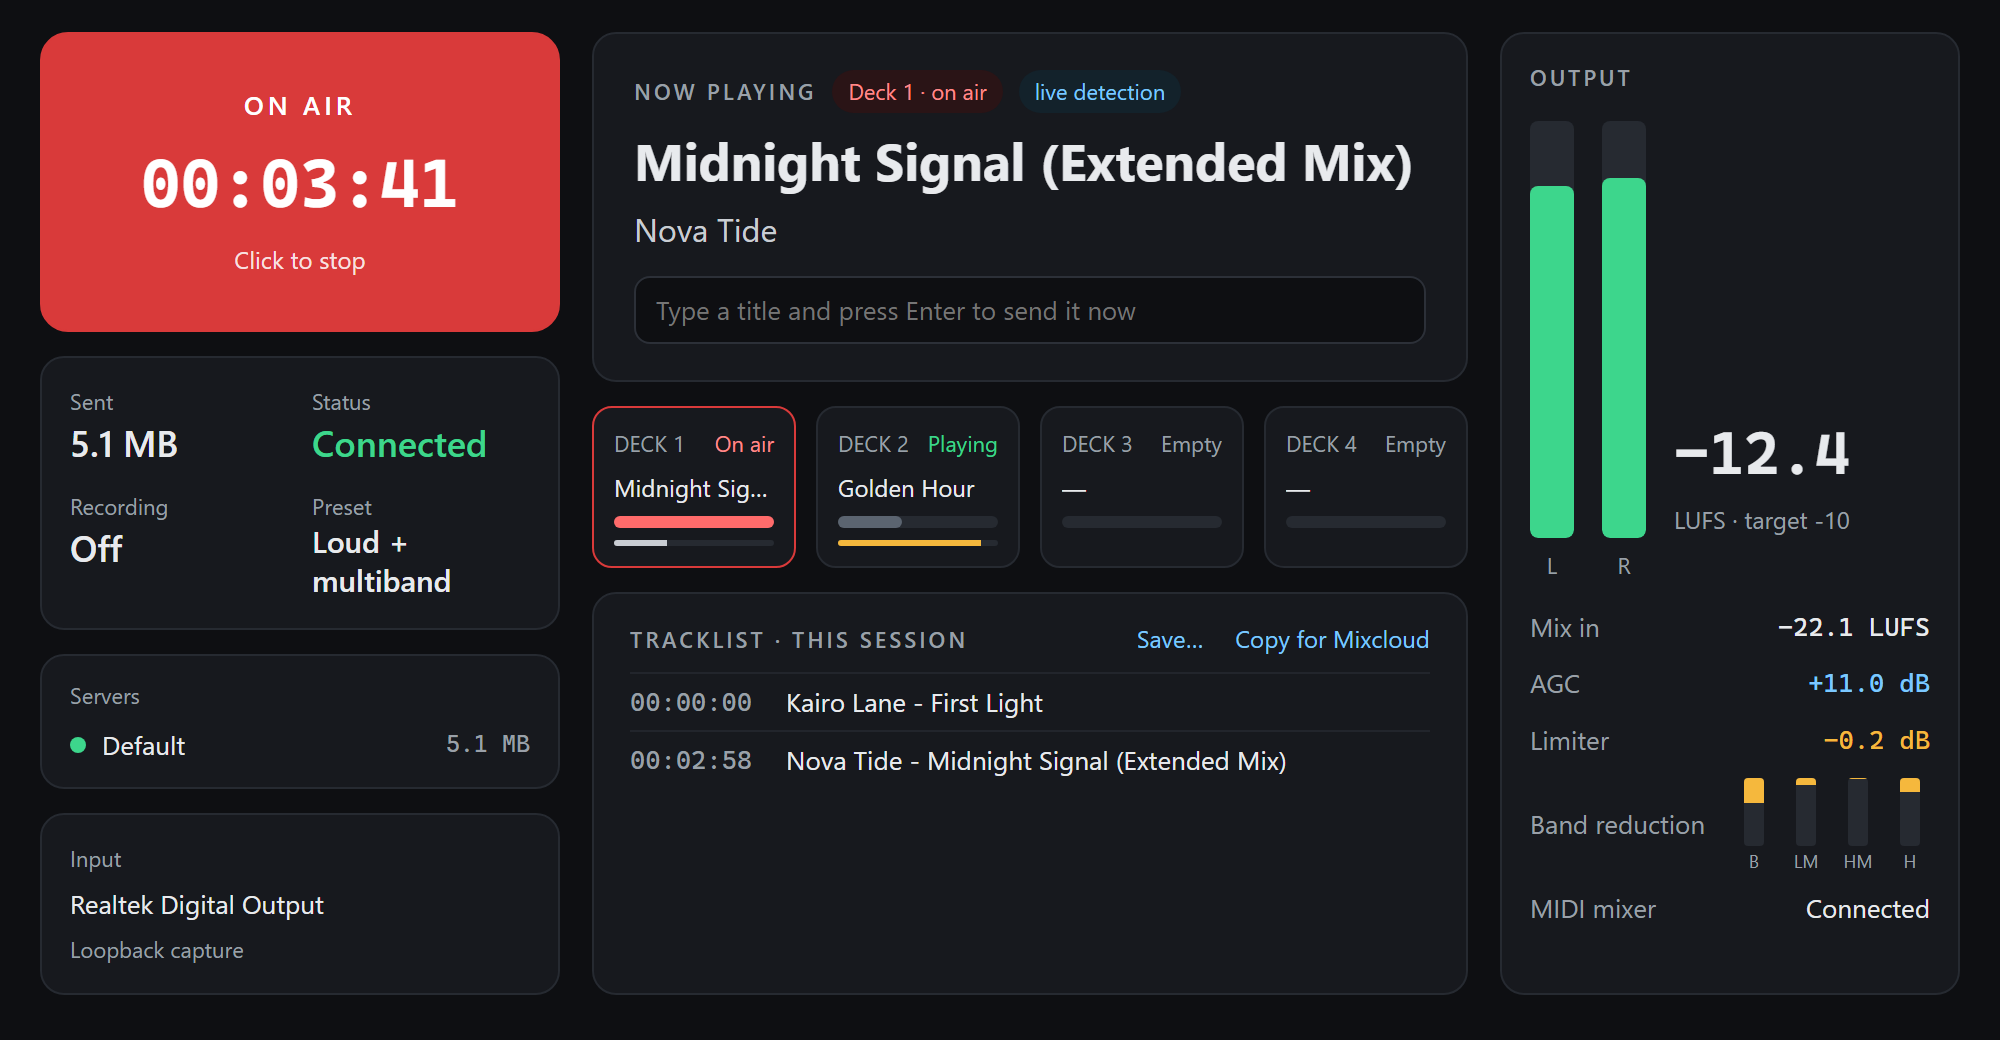 ON AIR
00:03:41
Click to stop
Sent
5.1 MB
Status
Connected
Recording
Off
Preset
Loud +
multiband
Servers
Default 5.1 MB
Input
Realtek Digital Output
Loopback capture
NOW PLAYING Deck 1 · on air live detection
Midnight Signal (Extended Mix)
Nova Tide
Type a title and press Enter to send it now
DECK 1 On air
Midnight Sig...
DECK 2 Playing
Golden Hour
DECK 3 Empty
—
DECK 4 Empty
—
TRACKLIST · THIS SESSION Save... Copy for Mixcloud
00:00:00 Kairo Lane - First Light
00:02:58 Nova Tide - Midnight Signal (Extended Mix)
OUTPUT
−12.4
LUFS · target -10
L R
Mix in −22.1 LUFS
AGC +11.0 dB
Limiter −0.2 dB
Band reduction
B LM HM H
MIDI mixer Connected